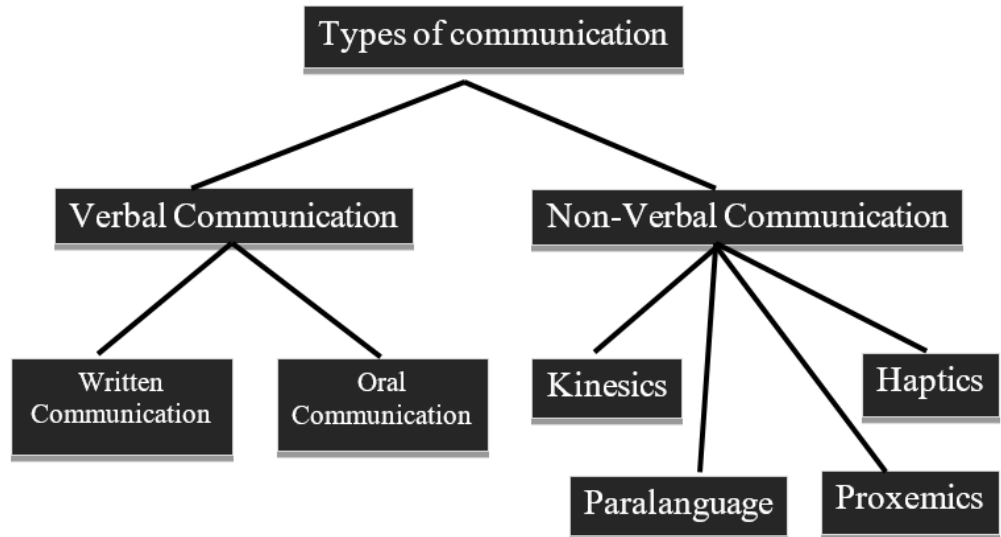 Types of communication
Verbal Communication
Non-Verbal Communication
Written
Communication
Oral
Communication
Kinesics
Haptics
Paralanguage
Proxemics